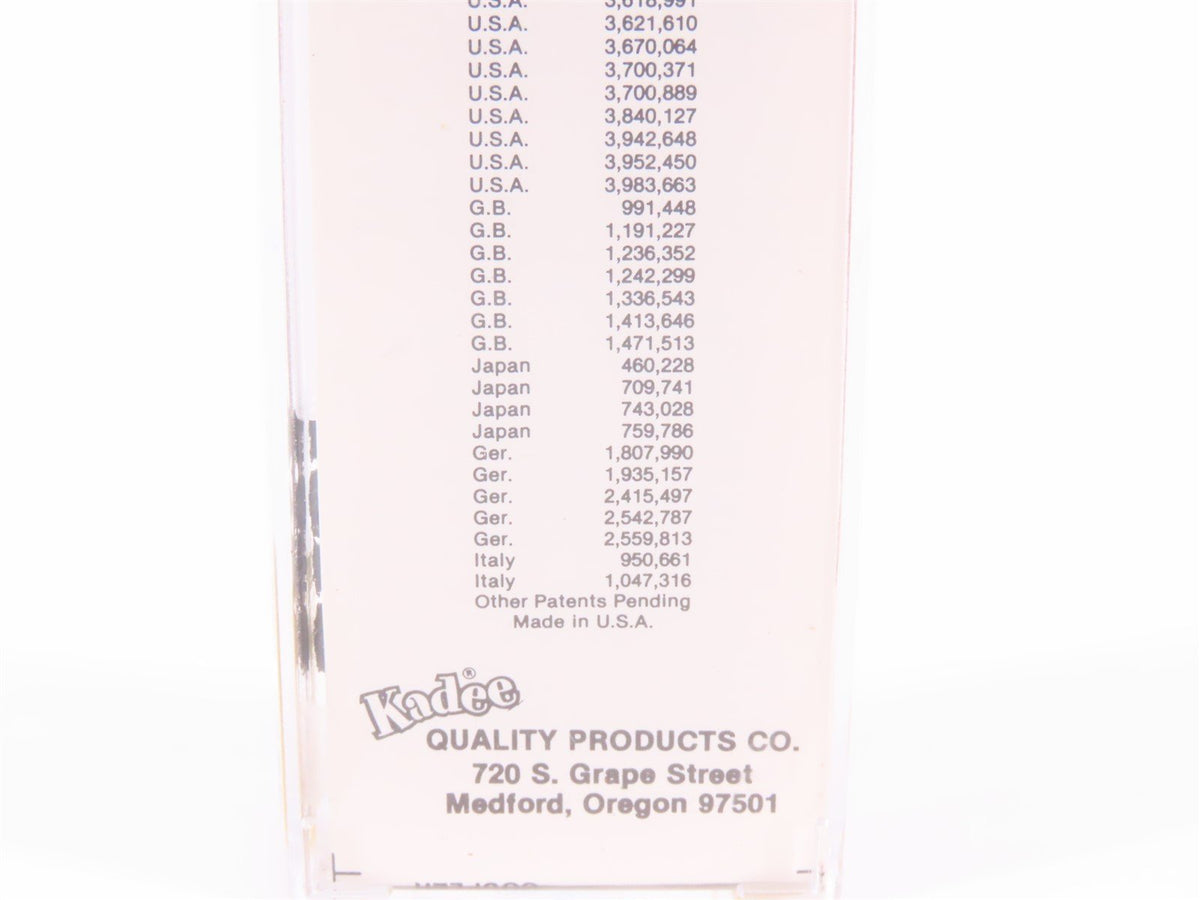 U.S.A. 3,618,991
U.S.A. 3,621,610
U.S.A. 3,670,064
U.S.A. 3,700,371
U.S.A. 3,700,889
U.S.A. 3,840,127
U.S.A. 3,942,648
U.S.A. 3,952,450
U.S.A. 3,983,663
G.B. 991,448
G.B. 1,191,227
G.B. 1,236,352
G.B. 1,242,299
G.B. 1,336,543
G.B. 1,413,646
G.B. 1,471,513
Japan 460,228
Japan 709,741
Japan 743,028
Japan 759,786
Ger. 1,807,990
Ger. 1,935,157
Ger. 2,415,497
Ger. 2,542,787
Ger. 2,559,813
Italy 950,661
Italy 1,047,316
Other Patents Pending
Made in U.S.A.
Kadee®
QUALITY PRODUCTS CO.
720 S. Grape Street
Medford, Oregon 97501